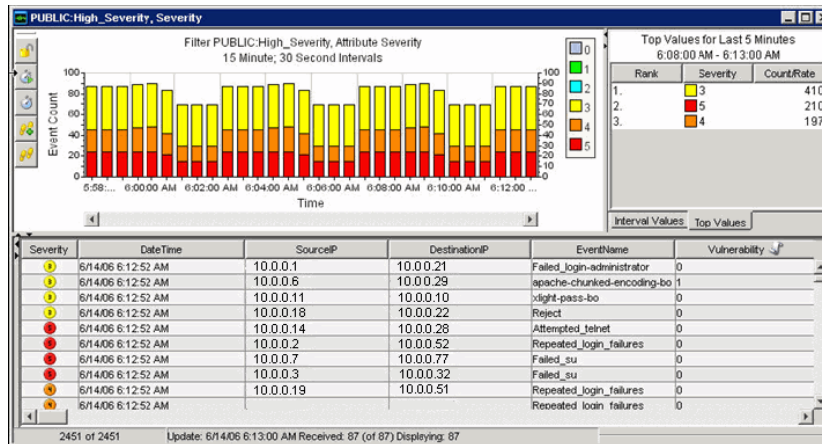 PUBLIC:High_Severity, Severity
Filter PUBLIC:High_Severity, Attribute Severity
15 Minute; 30 Second Intervals
Event Count
100
80
60
40
20
0
100
90
80
70
60
50
40
30
20
10
0
5:58:... 6:00:00 AM 6:02:00 AM 6:04:00 AM 6:06:00 AM 6:08:00 AM 6:10:00 AM 6:12:00 ...
Time
0
1
2
3
4
5
Top Values for Last 5 Minutes
6:08:00 AM - 6:13:00 AM
Rank Severity Count/Rate
1. 3 410
2. 5 210
3. 4 197
Interval Values Top Values
Severity DateTime SourceIP DestinationIP EventName Vulnerability
3 6/14/06 6:12:52 AM 10.0.0.1 10.0.0.21 Failed_login-administrator 0
3 6/14/06 6:12:52 AM 10.0.0.6 10.0.0.29 apache-chunked-encoding-bo 1
3 6/14/06 6:12:52 AM 10.0.0.11 10.0.0.10 xlight-pass-bo 0
3 6/14/06 6:12:52 AM 10.0.0.18 10.0.0.22 Reject 0
5 6/14/06 6:12:52 AM 10.0.0.14 10.0.0.28 Attempted_telnet 0
5 6/14/06 6:12:52 AM 10.0.0.2 10.0.0.52 Repeated_login_failures 0
5 6/14/06 6:12:52 AM 10.0.0.7 10.0.0.77 Failed_su 0
5 6/14/06 6:12:52 AM 10.0.0.3 10.0.0.32 Failed_su 0
4 6/14/06 6:12:52 AM 10.0.0.19 10.0.0.51 Repeated_login_failures 0
4 6/14/06 6:12:52 AM Repeated_login_failures 0
2451 of 2451 Update: 6/14/06 6:13:00 AM Received: 87 (of 87) Displaying: 87